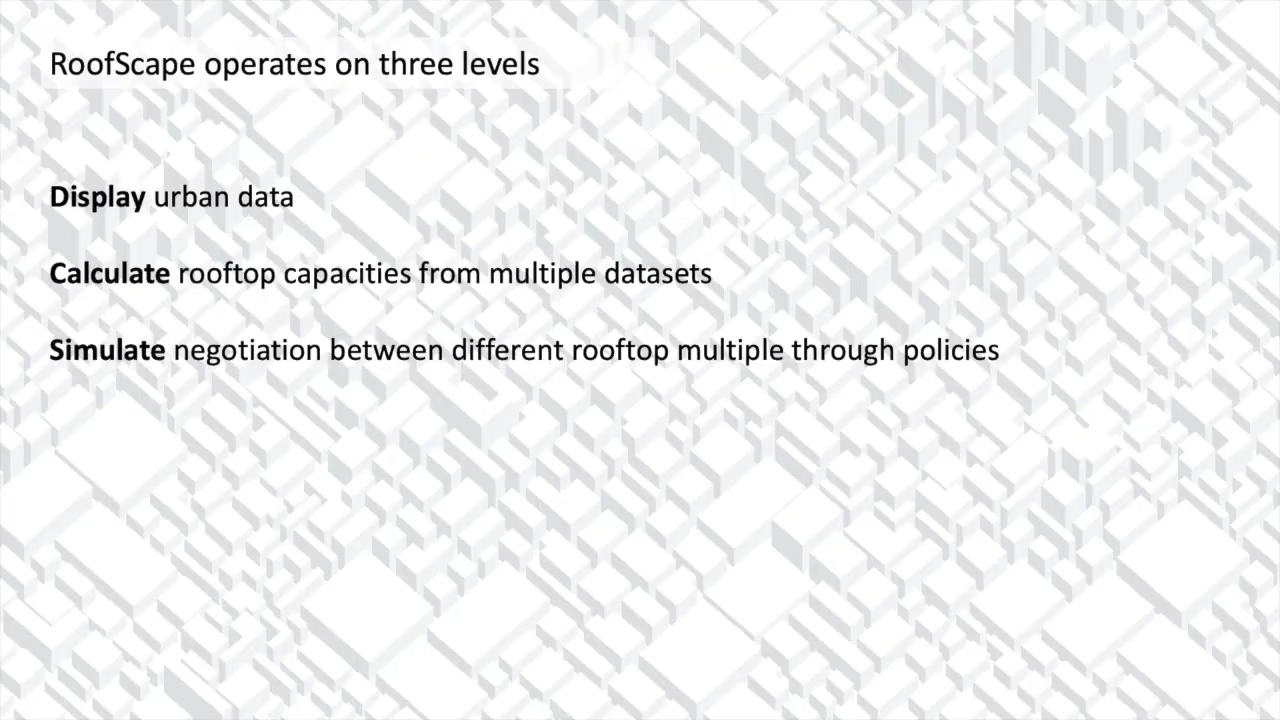 RoofScape operates on three levels
Display urban data
Calculate rooftop capacities from multiple datasets
Simulate negotiation between different rooftop multiple through policies